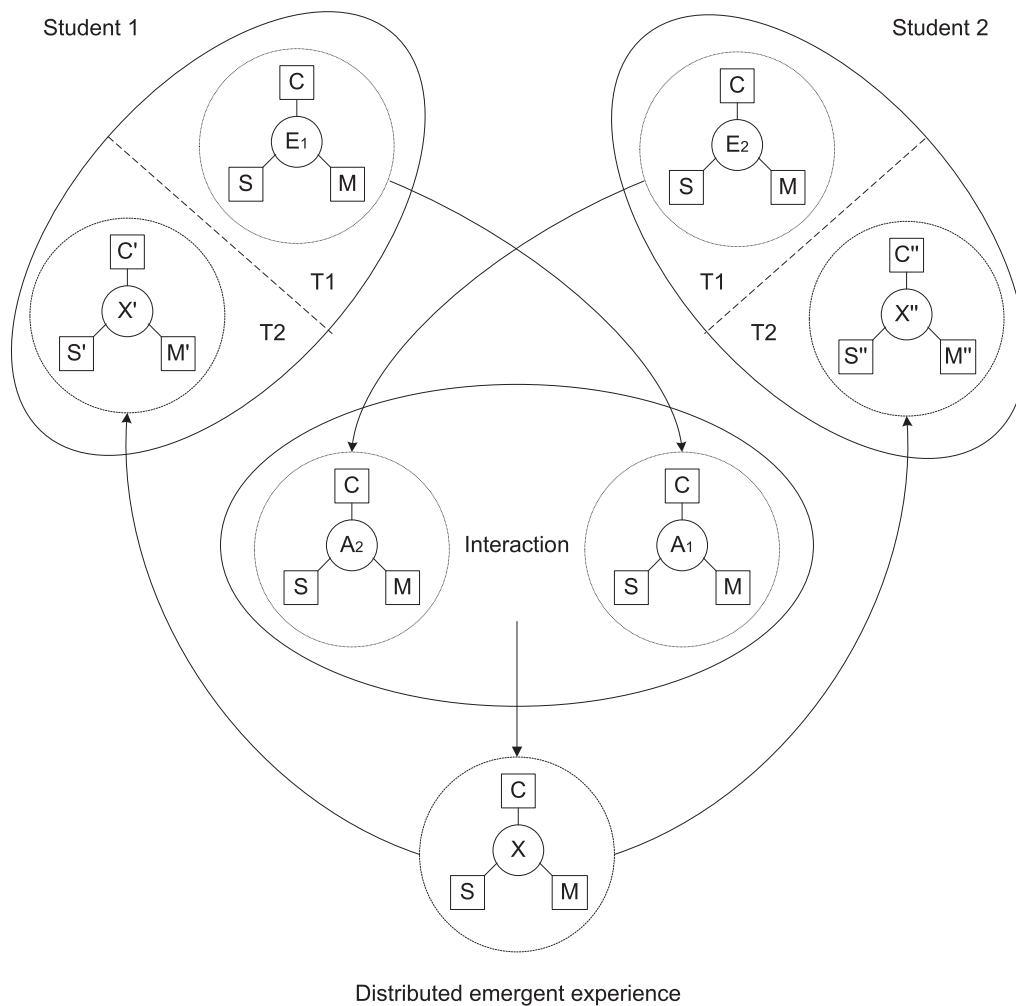 Student 1
Student 2
C
E1
S
M
C
E2
S
M
T1
T2
C'
X'
S'
M'
T1
T2
C"
X"
S"
M"
C
A2
S
M
Interaction
C
A1
S
M
C
X
S
M
Distributed emergent experience